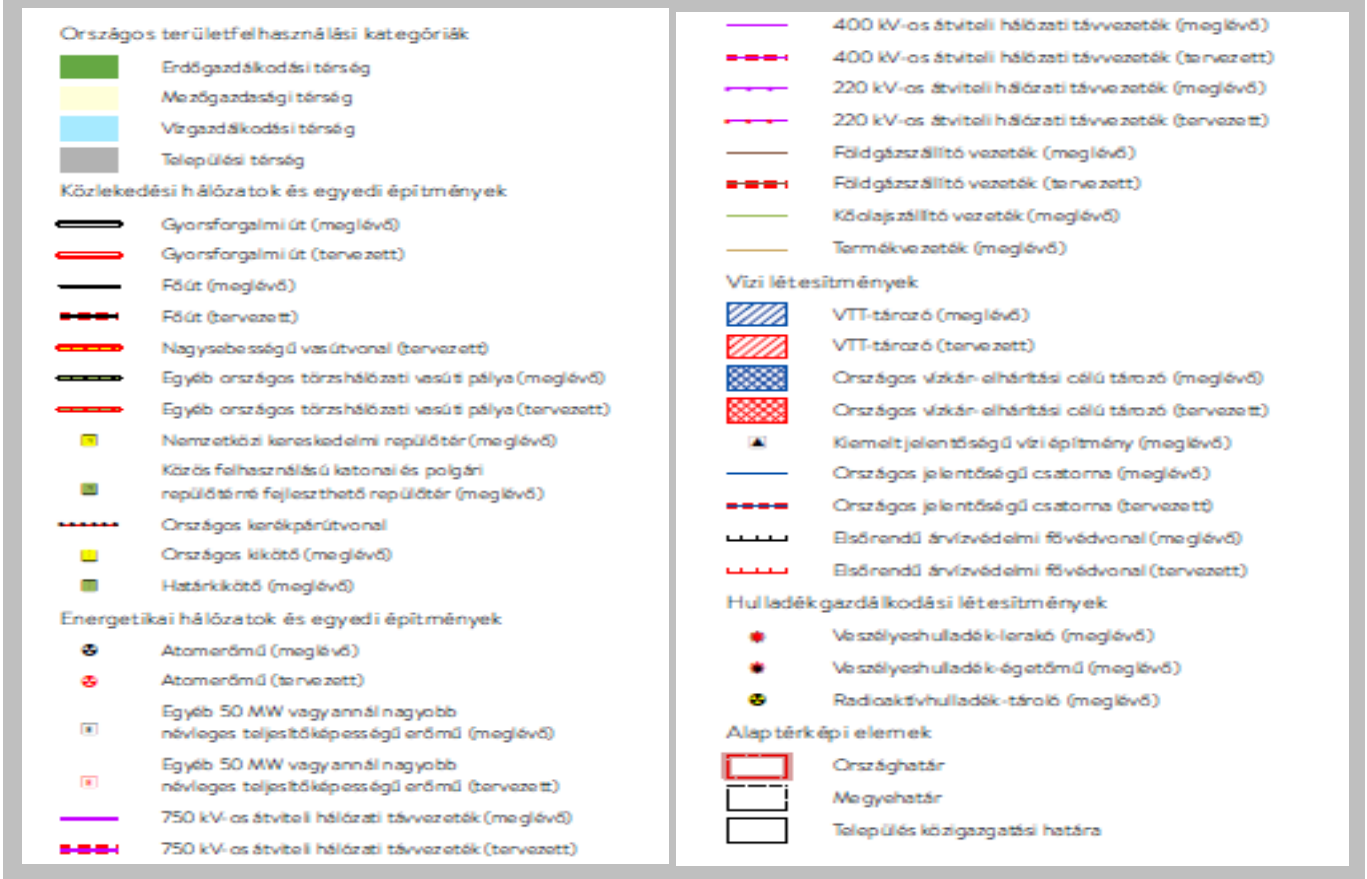 Országos területfelhasználási kategóriák
Erdőgazdálkodási térség
Mezőgazdasági térség
Vízgazdálkodási térség
Települési térség
Közlekedési hálózatok és egyedi építmények
Gyorsforgalmi út (meglévő)
Gyorsforgalmi út (tervezett)
Főút (meglévő)
Főút (tervezett)
Nagysebességű vasútvonal (tervezett)
Egyéb országos törzshálózati vasúti pálya (meglévő)
Egyéb országos törzshálózati vasúti pálya (tervezett)
Nemzetközi kereskedelmi repülőtér (meglévő)
Közös felhasználású katonai és polgári
repülőtérré fejleszthető repülőtér (meglévő)
Országos kerékpárútvonal
Országos kikötő (meglévő)
Határkikötő (meglévő)
Energetikai hálózatok és egyedi építmények
Atomerőmű (meglévő)
Atomerőmű (tervezett)
Egyéb 50 MW vagy annál nagyobb
névleges teljesítőképességű erőmű (meglévő)
Egyéb 50 MW vagy annál nagyobb
névleges teljesítőképességű erőmű (tervezett)
750 kV-os átviteli hálózati távvezeték (meglévő)
750 kV-os átviteli hálózati távvezeték (tervezett)
400 kV-os átviteli hálózati távvezeték (meglévő)
400 kV-os átviteli hálózati távvezeték (tervezett)
220 kV-os átviteli hálózati távvezeték (meglévő)
220 kV-os átviteli hálózati távvezeték (tervezett)
Földgázszállító vezeték (meglévő)
Földgázszállító vezeték (tervezett)
Kőolajszállító vezeték (meglévő)
Termékvezeték (meglévő)
Vízi létesítmények
VTT-tározó (meglévő)
VTT-tározó (tervezett)
Országos vízkár-elhárítási célú tározó (meglévő)
Országos vízkár-elhárítási célú tározó (tervezett)
Kiemelt jelentőségű vízi építmény (meglévő)
Országos jelentőségű csatorna (meglévő)
Országos jelentőségű csatorna (tervezett)
Elsőrendű árvízvédelmi fővédvonal (meglévő)
Elsőrendű árvízvédelmi fővédvonal (tervezett)
Hulladékgazdálkodási létesítmények
Veszélyeshulladék-lerakó (meglévő)
Veszélyeshulladék-égetőmű (meglévő)
Radioaktívhulladék-tároló (meglévő)
Alaptérképi elemek
Országhatár
Megyehatár
Település közigazgatási határa